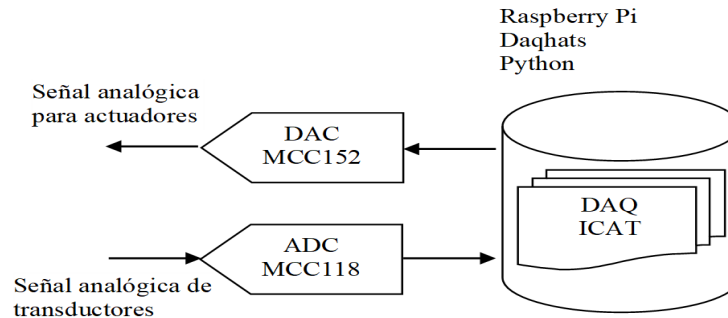 Raspberry Pi
Daqhats
Python
Señal analógica
para actuadores
DAC
MCC152
DAQ
ICAT
ADC
MCC118
Señal analógica de
transductores